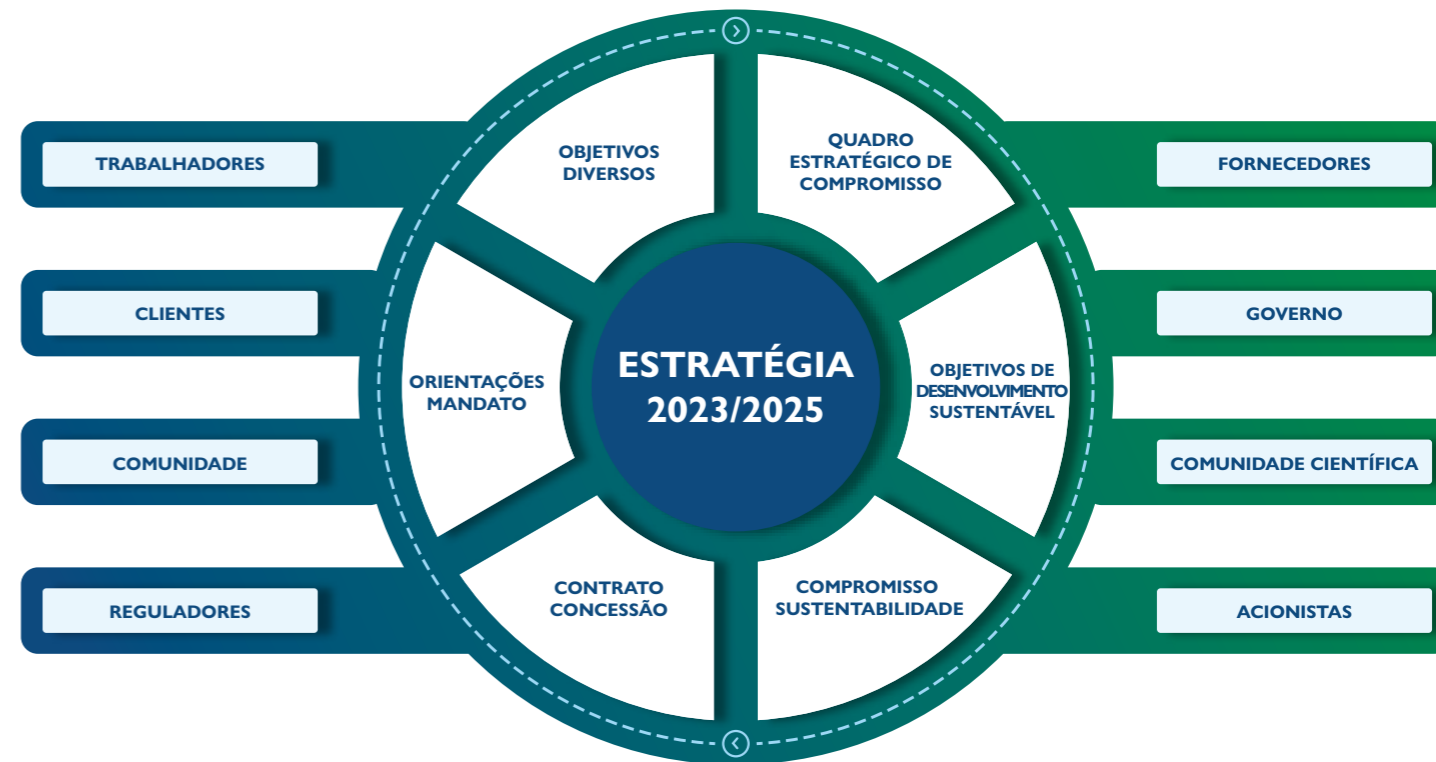 TRABALHADORES
CLIENTES
COMUNIDADE
REGULADORES
OBJETIVOS
DIVERSOS
QUADRO
ESTRATÉGICO DE
COMPROMISSO
ORIENTAÇÕES
MANDATO
ESTRATÉGIA
2023/2025
OBJETIVOS DE
DESENVOLVIMENTO
SUSTENTÁVEL
CONTRATO
CONCESSÃO
COMPROMISSO
SUSTENTABILIDADE
FORNECEDORES
GOVERNO
COMUNIDADE CIENTÍFICA
ACIONISTAS